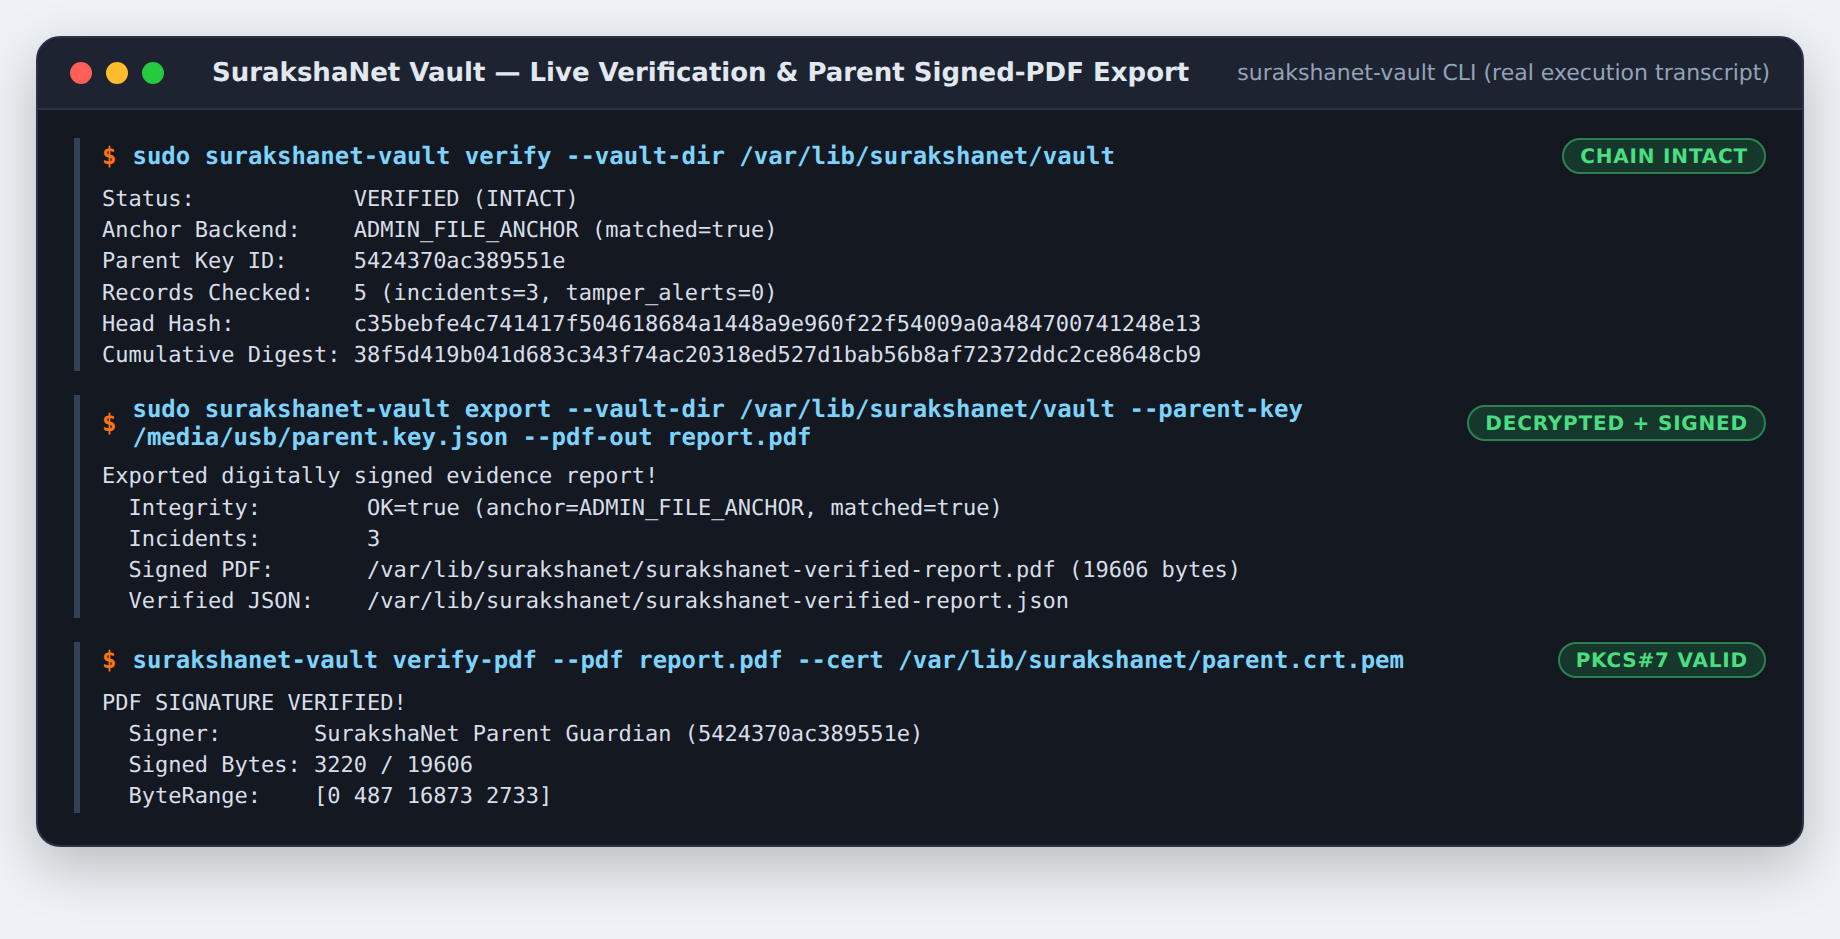 SurakshaNet Vault — Live Verification & Parent Signed-PDF Export
surakshanet-vault CLI (real execution transcript)
$ sudo surakshanet-vault verify --vault-dir /var/lib/surakshanet/vault
CHAIN INTACT
Status: VERIFIED (INTACT)
Anchor Backend: ADMIN_FILE_ANCHOR (matched=true)
Parent Key ID: 5424370ac389551e
Records Checked: 5 (incidents=3, tamper_alerts=0)
Head Hash: c35bebfe4c741417f504618684a1448a9e960f22f54009a0a484700741248e13
Cumulative Digest: 38f5d419b041d683c343f74ac20318ed527d1bab56b8af72372ddc2ce8648cb9
$ sudo surakshanet-vault export --vault-dir /var/lib/surakshanet/vault --parent-key
/media/usb/parent.key.json --pdf-out report.pdf
DECRYPTED + SIGNED
Exported digitally signed evidence report!
Integrity: OK=true (anchor=ADMIN_FILE_ANCHOR, matched=true)
Incidents: 3
Signed PDF: /var/lib/surakshanet/surakshanet-verified-report.pdf (19606 bytes)
Verified JSON: /var/lib/surakshanet/surakshanet-verified-report.json
$ surakshanet-vault verify-pdf --pdf report.pdf --cert /var/lib/surakshanet/parent.crt.pem
PKCS#7 VALID
PDF SIGNATURE VERIFIED!
Signer: SurakshaNet Parent Guardian (5424370ac389551e)
Signed Bytes: 3220 / 19606
ByteRange: [0 487 16873 2733]